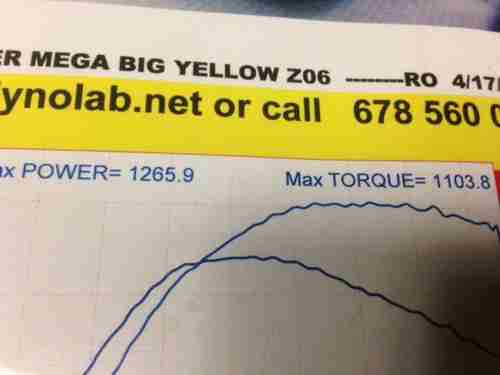 ER MEGA BIG YELLOW Z06 --------RO 4/17/
ynolab.net or call 678 560 0
ax POWER= 1265.9 Max TORQUE= 1103.8